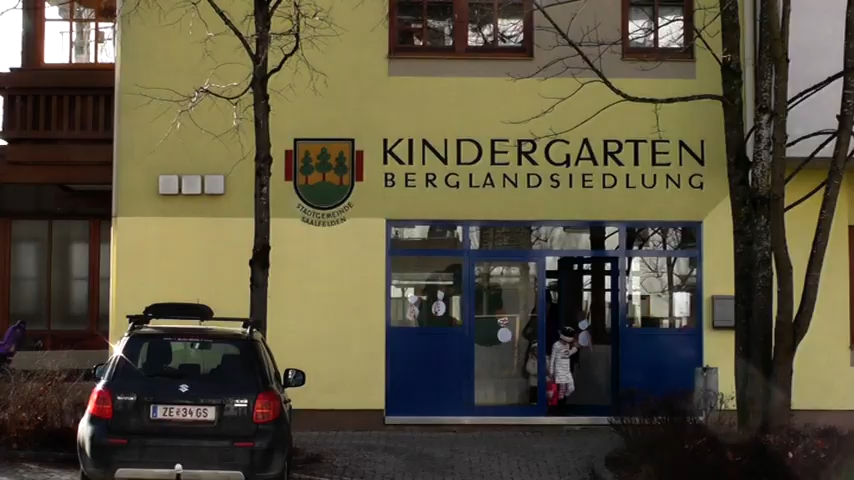 KINDERGARTEN
BERGLANDSIEDLUNG
STADTGEMEINDE
SAALFELDEN
ZE 34 GS